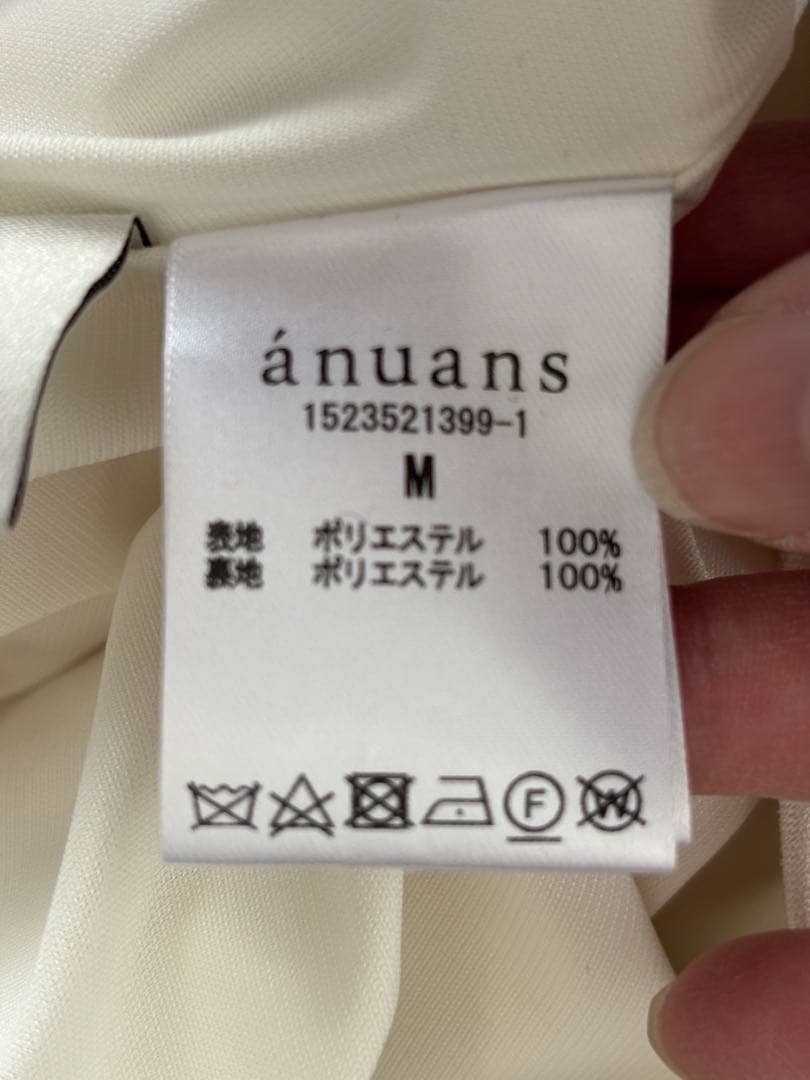 ánuans
1523521399-1
M
表地 ポリエステル 100%
裏地 ポリエステル 100%
F W